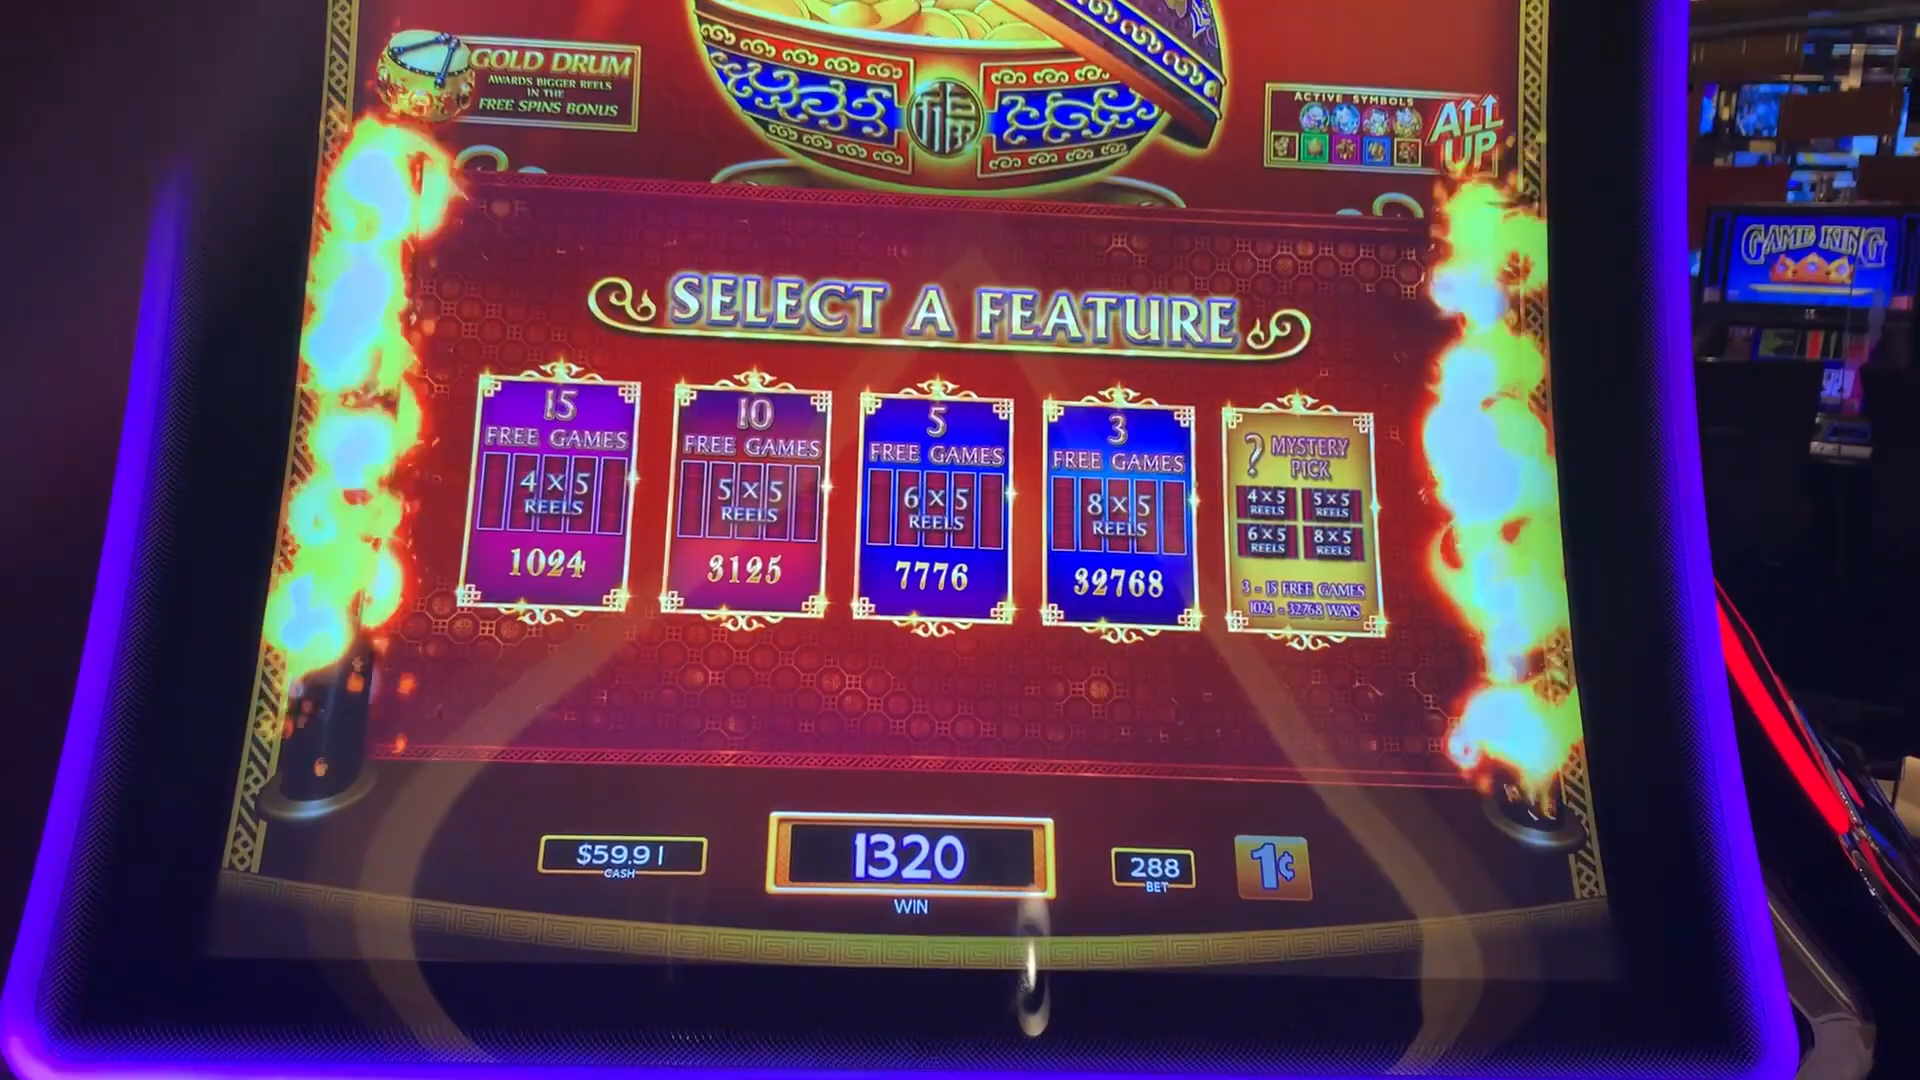 GOLD DRUM
AWARDS BIGGER REELS
IN THE
FREE SPINS BONUS
福
ACTIVE SYMBOLS
ALL
UP
GAME KING
SELECT A FEATURE
15
FREE GAMES
4 X 5
REELS
1024
10
FREE GAMES
5 X 5
REELS
3125
5
FREE GAMES
6 X 5
REELS
7776
3
FREE GAMES
8 X 5
REELS
32768
? MYSTERY
PICK
4 X 5
REELS
5 X 5
REELS
6 X 5
REELS
8 X 5
REELS
3 - 15 FREE GAMES
1024 - 32768 WAYS
$59.91
CASH
1320
WIN
288
BET
1¢